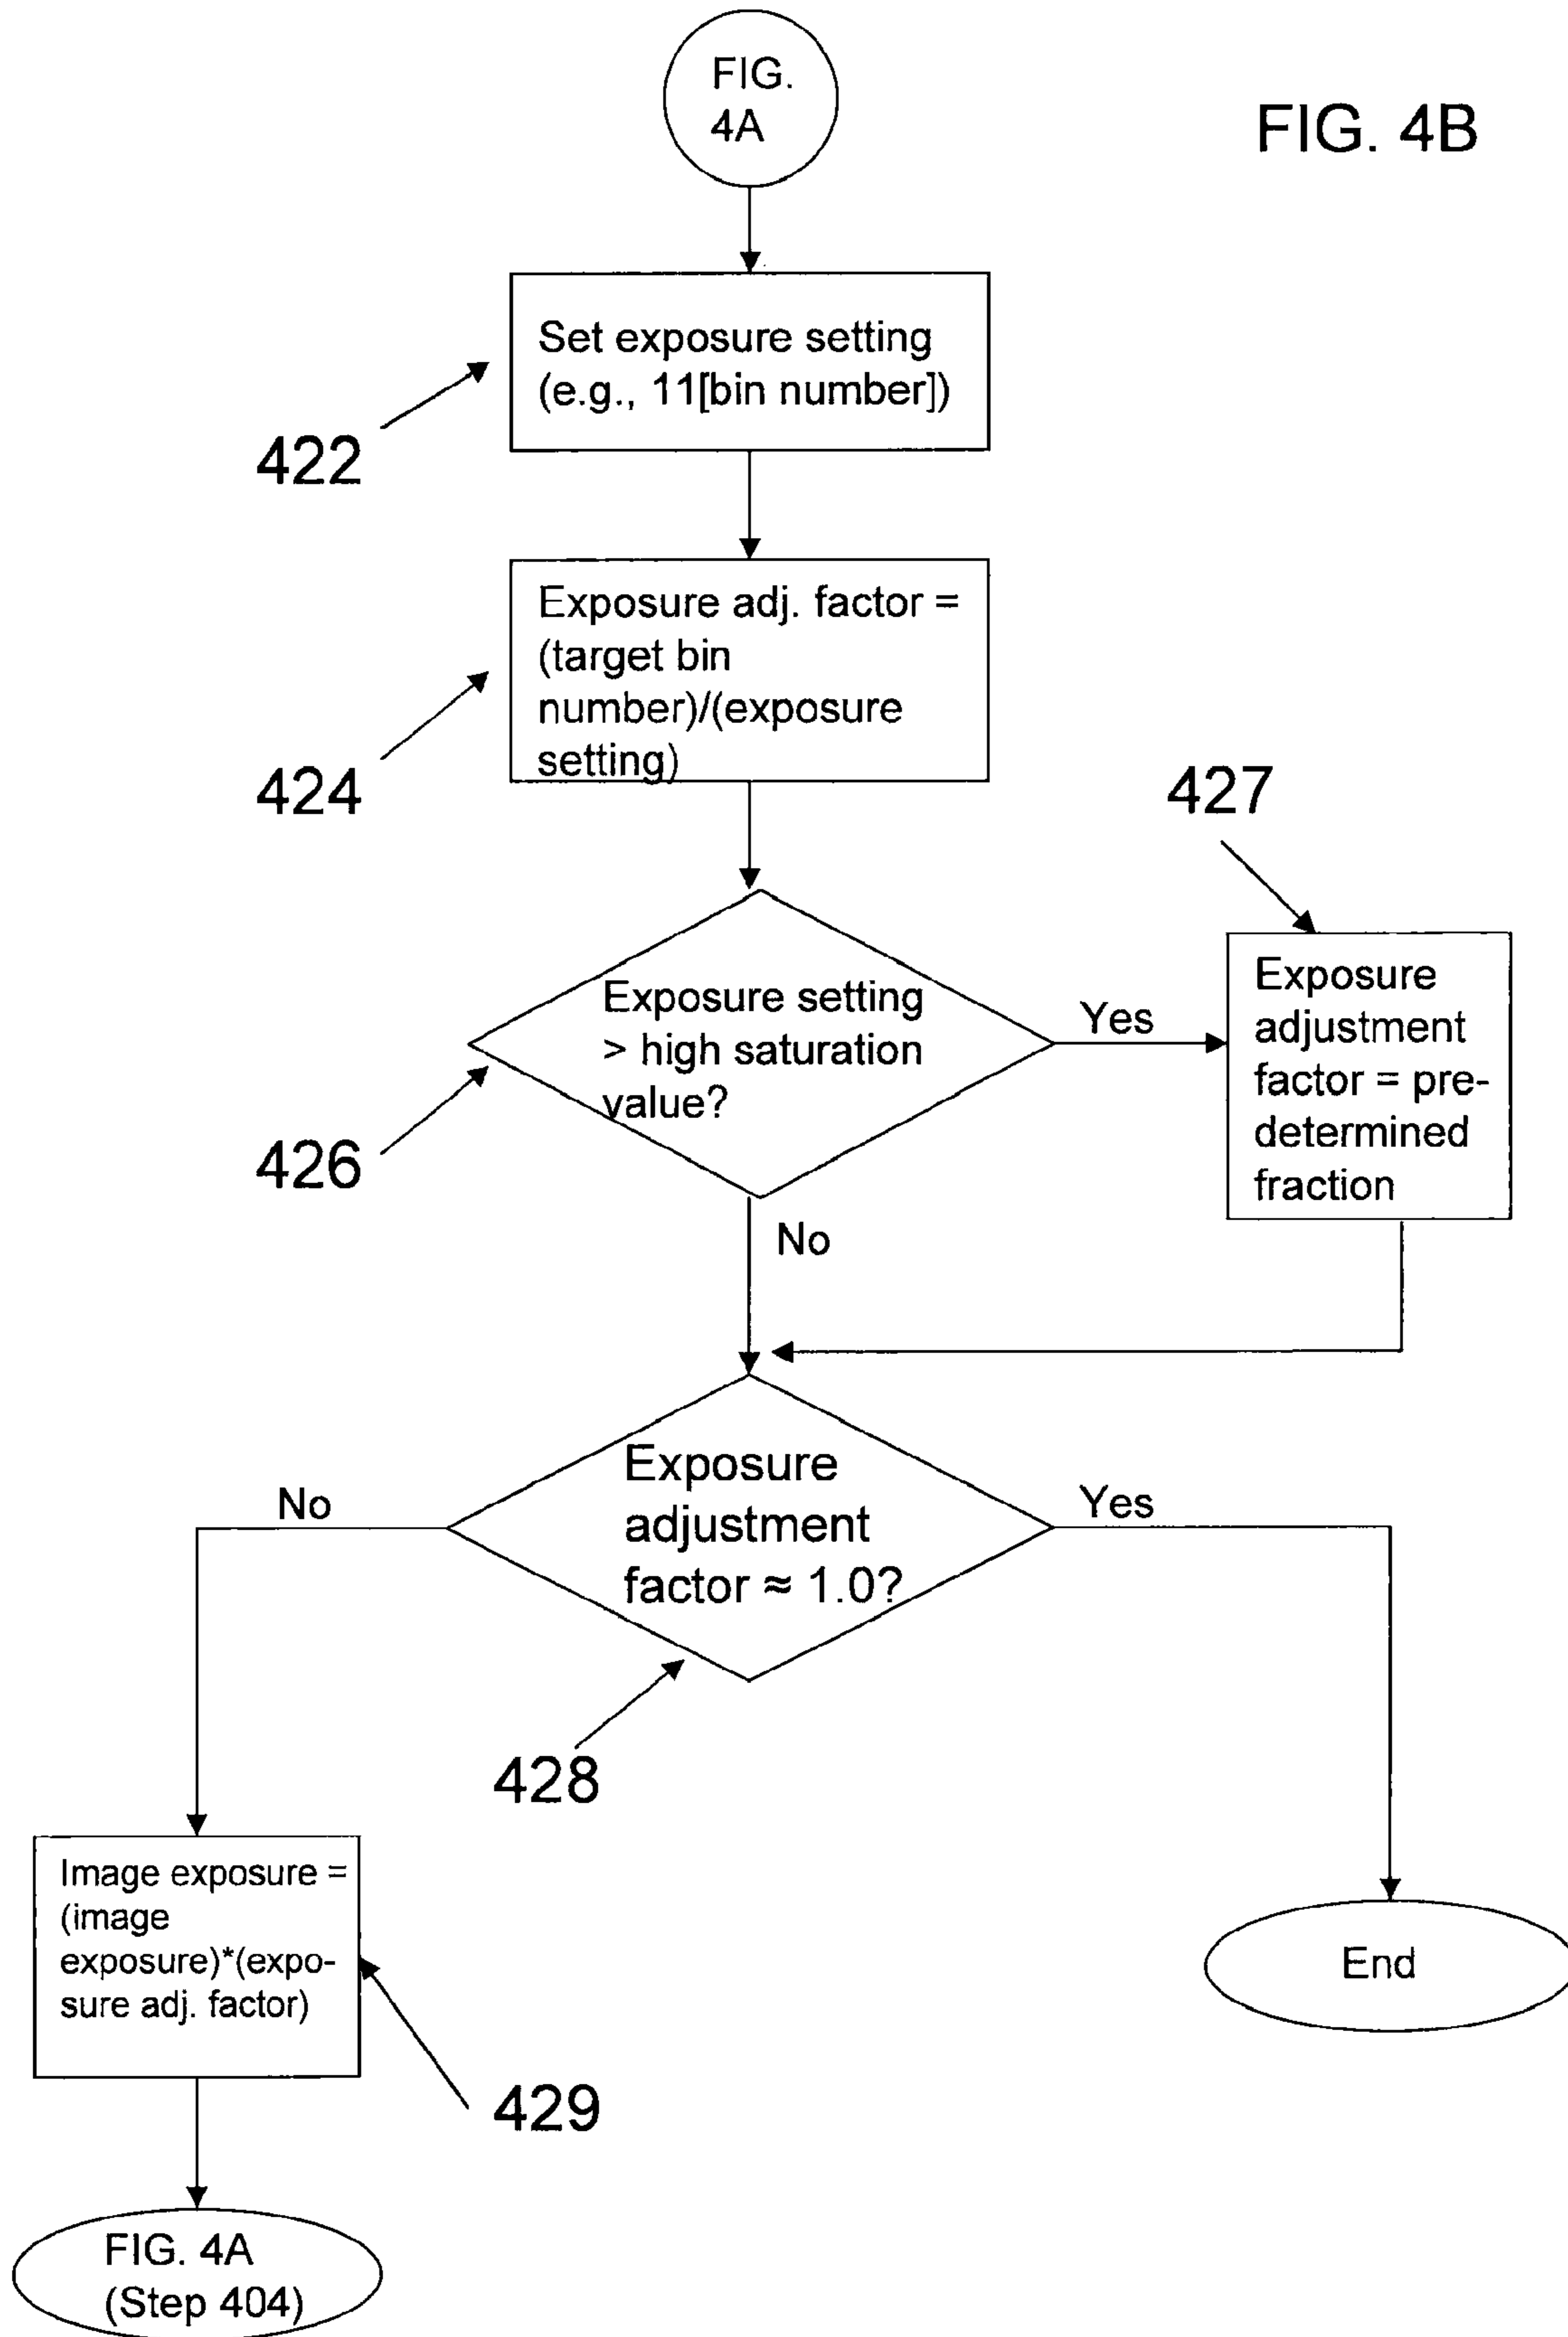 FIG.
4A
FIG. 4B
Set exposure setting
(e.g., 11[bin number])
422
Exposure adj. factor =
(target bin
number)/(exposure
setting)
424
427
Exposure setting
> high saturation
value?
Yes
Exposure
adjustment
factor = pre-
determined
fraction
426
No
Exposure
adjustment
factor ≈ 1.0?
No
Yes
428
Image exposure =
(image
exposure)*(expo-
sure adj. factor)
End
429
FIG. 4A
(Step 404)